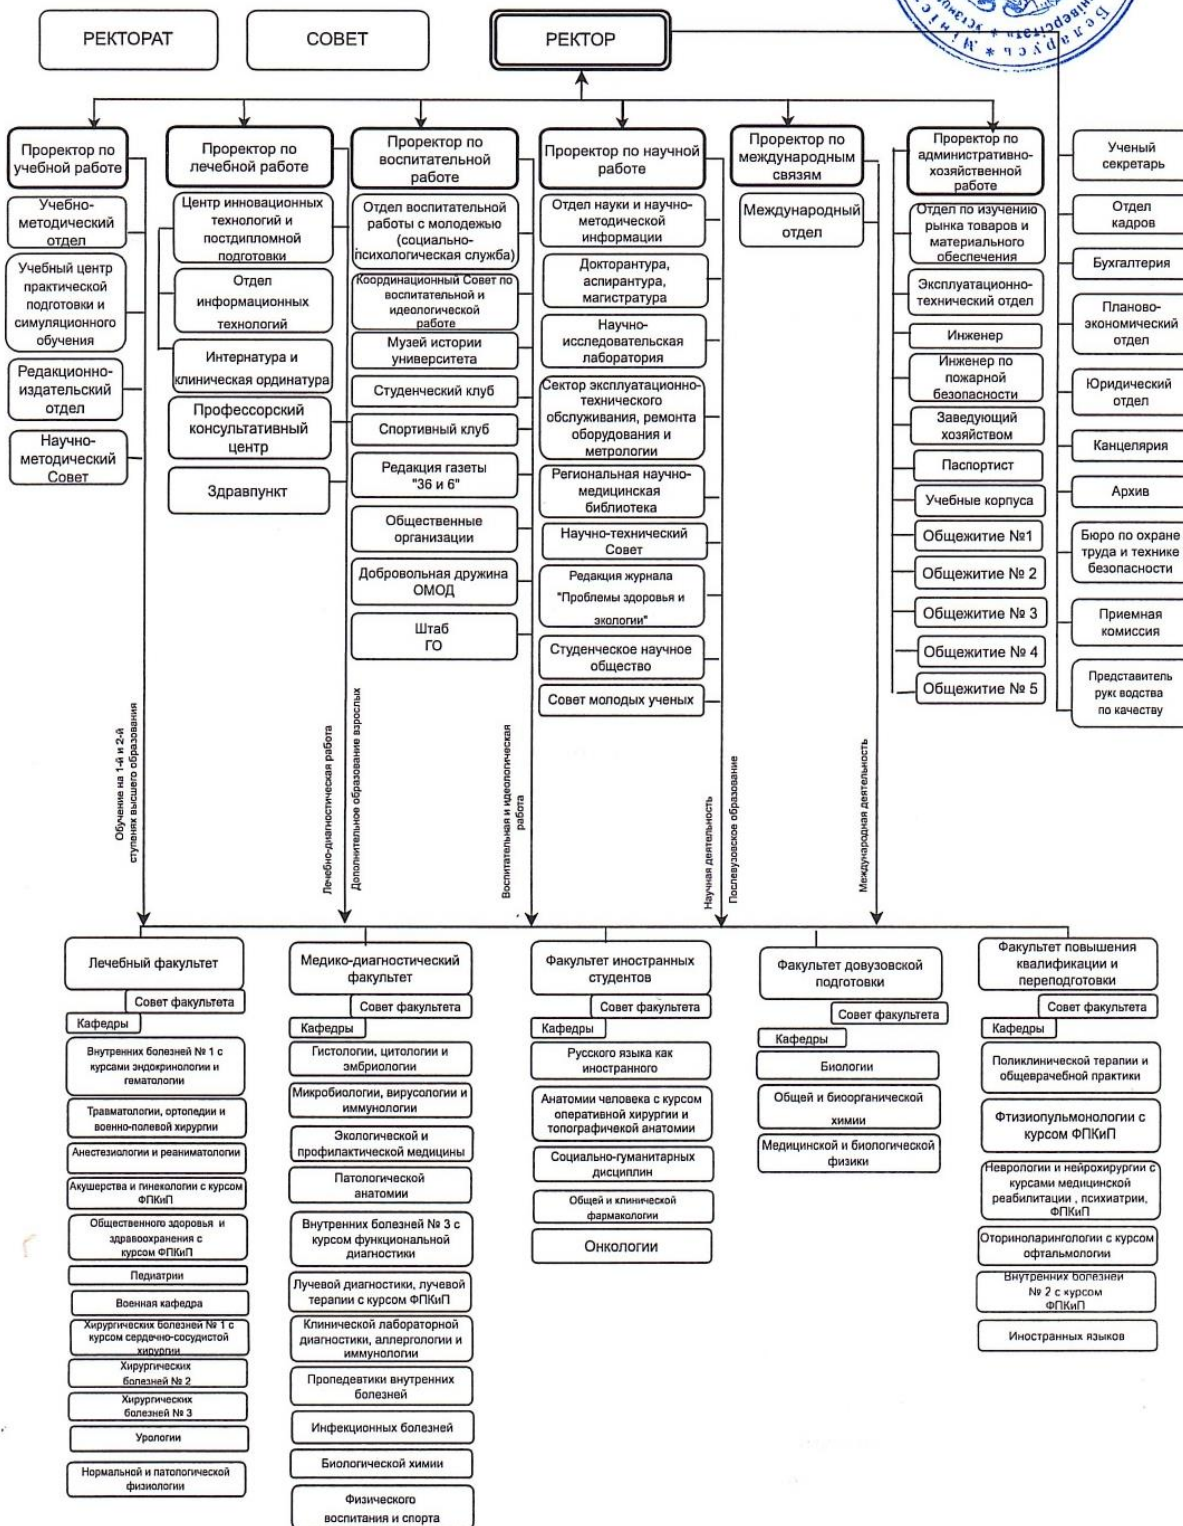 Беларусь * Мініс
ніверсітэт" * устано
РЕКТОРАТ
СОВЕТ
РЕКТОР
Проректор по
учебной работе
Учебно-
методический
отдел
Учебный центр
практической
подготовки и
симуляционного
обучения
Редакционно-
издательский
отдел
Научно-
методический
Совет
Проректор по
лечебной работе
Центр инновационных
технологий и
постдипломной
подготовки
Отдел
информационных
технологий
Интернатура и
клиническая ординатура
Профессорский
консультативный
центр
Здравпункт
Проректор по
воспитательной
работе
Отдел воспитательной
работы с молодежью
(социально-
психологическая служба)
Координационный Совет по
воспитательной и
идеологической
работе
Музей истории
университета
Студенческий клуб
Спортивный клуб
Редакция газеты
"36 и 6"
Общественные
организации
Добровольная дружина
ОМОД
Штаб
ГО
Проректор по научной
работе
Отдел науки и научно-
методической
информации
Докторантура,
аспирантура,
магистратура
Научно-
исследовательская
лаборатория
Сектор эксплуатационно-
технического
обслуживания, ремонта
оборудования и
метрологии
Региональная научно-
медицинская
библиотека
Научно-технический
Совет
Редакция журнала
"Проблемы здоровья и
экологии"
Студенческое научное
общество
Совет молодых ученых
Проректор по
международным
связям
Международный
отдел
Проректор по
административно-
хозяйственной
работе
Отдел по изучению
рынка товаров и
материального
обеспечения
Эксплуатационно-
технический отдел
Инженер
Инженер по
пожарной
безопасности
Заведующий
хозяйством
Паспортист
Учебные корпуса
Общежитие №1
Общежитие № 2
Общежитие № 3
Общежитие № 4
Общежитие № 5
Ученый
секретарь
Отдел
кадров
Бухгалтерия
Планово-
экономический
отдел
Юридический
отдел
Канцелярия
Архив
Бюро по охране
труда и технике
безопасности
Приемная
комиссия
Представитель
рукс водства
по качеству
Обучение на 1-й и 2-й
ступенях высшего образования
Лечебно-диагностическая работа
Дополнительное образование взрослых
Воспитательная и идеологическая
работа
Научная деятельность
Послевузовское образование
Международная деятельность
Лечебный факультет
Совет факультета
Кафедры
Внутренних болезней № 1 с
курсами эндокринологии и
гематологии
Травматологии, ортопедии и
военно-полевой хирургии
Анестезиологии и реаниматологии
Акушерства и гинекологии с курсом
ФПКиП
Общественного здоровья и
здравоохранения с
курсом ФПКиП
Педиатрии
Военная кафедра
Хирургических болезней № 1 с
курсом сердечно-сосудистой
хирургии
Хирургических
болезней № 2
Хирургических
болезней № 3
Урологии
Нормальной и патологической
физиологии
Медико-диагностический
факультет
Совет факультета
Кафедры
Гистологии, цитологии и
эмбриологии
Микробиологии, вирусологии и
иммунологии
Экологической и
профилактической медицины
Патологической
анатомии
Внутренних болезней № 3 с
курсом функциональной
диагностики
Лучевой диагностики, лучевой
терапии с курсом ФПКиП
Клинической лабораторной
диагностики, аллергологии и
иммунологии
Пропедевтики внутренних
болезней
Инфекционных болезней
Биологической химии
Физического
воспитания и спорта
Факультет иностранных
студентов
Совет факультета
Кафедры
Русского языка как
иностранного
Анатомии человека с курсом
оперативной хирургии и
топографичекой анатомии
Социально-гуманитарных
дисциплин
Общей и клинической
фармакологии
Онкологии
Факультет довузовской
подготовки
Совет факультета
Кафедры
Биологии
Общей и биоорганической
химии
Медицинской и биологической
физики
Факультет повышения
квалификации и
переподготовки
Совет факультета
Кафедры
Поликлинической терапии и
общеврачебной практики
Фтизиопульмонологии с
курсом ФПКиП
Неврологии и нейрохирургии с
курсами медицинской
реабилитации , психиатрии,
ФПКиП
Оториноларингологии с курсом
офтальмологии
Внутренних болезней
№ 2 с курсом
ФПКиП
Иностранных языков